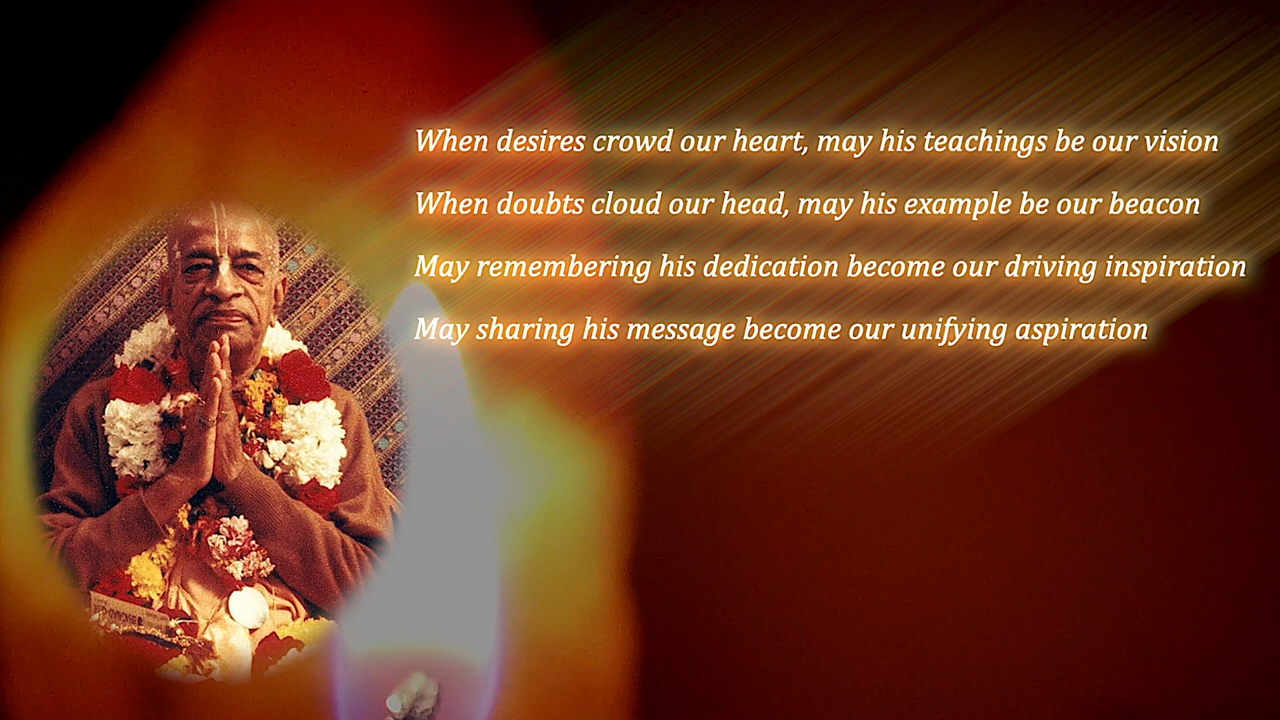 When desires crowd our heart, may his teachings be our vision
When doubts cloud our head, may his example be our beacon
May remembering his dedication become our driving inspiration
May sharing his message become our unifying aspiration